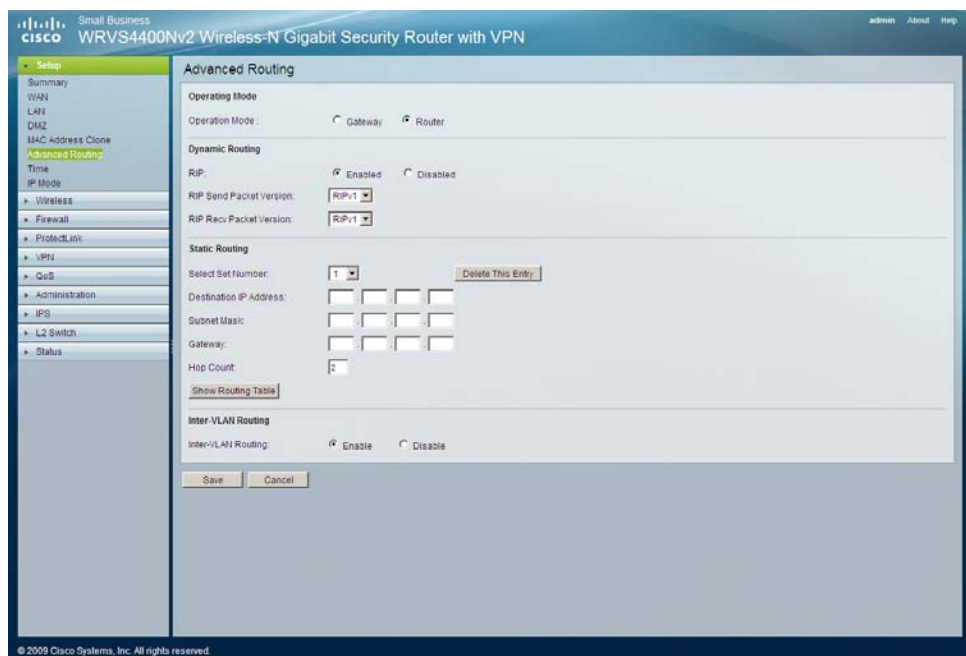 Small Business
CISCO WRVS4400Nv2 Wireless-N Gigabit Security Router with VPN
admin About Help
Setup
Summary
WAN
LAN
DMZ
MAC Address Clone
Advanced Routing
Time
IP Mode
Wireless
Firewall
ProtectLink
VPN
QoS
Administration
IPS
L2 Switch
Status
Advanced Routing
Operating Mode
Operation Mode : Gateway Router
Dynamic Routing
RIP: Enabled Disabled
RIP Send Packet Version: RIPv1
RIP Recv Packet Version: RIPv1
Static Routing
Select Set Number: 1 Delete This Entry
Destination IP Address:
Subnet Mask:
Gateway:
Hop Count: 2
Show Routing Table
Inter-VLAN Routing
Inter-VLAN Routing: Enable Disable
Save Cancel
© 2009 Cisco Systems, Inc. All rights reserved.